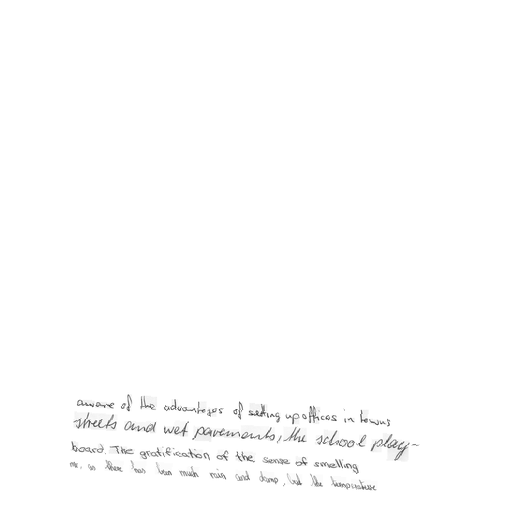 aware of the advantages of setting up offices in towns
streets and wet pavements, the school play-
board. The gratification of the sense of smelling
me, as there has been much rain and damp, but the temperature